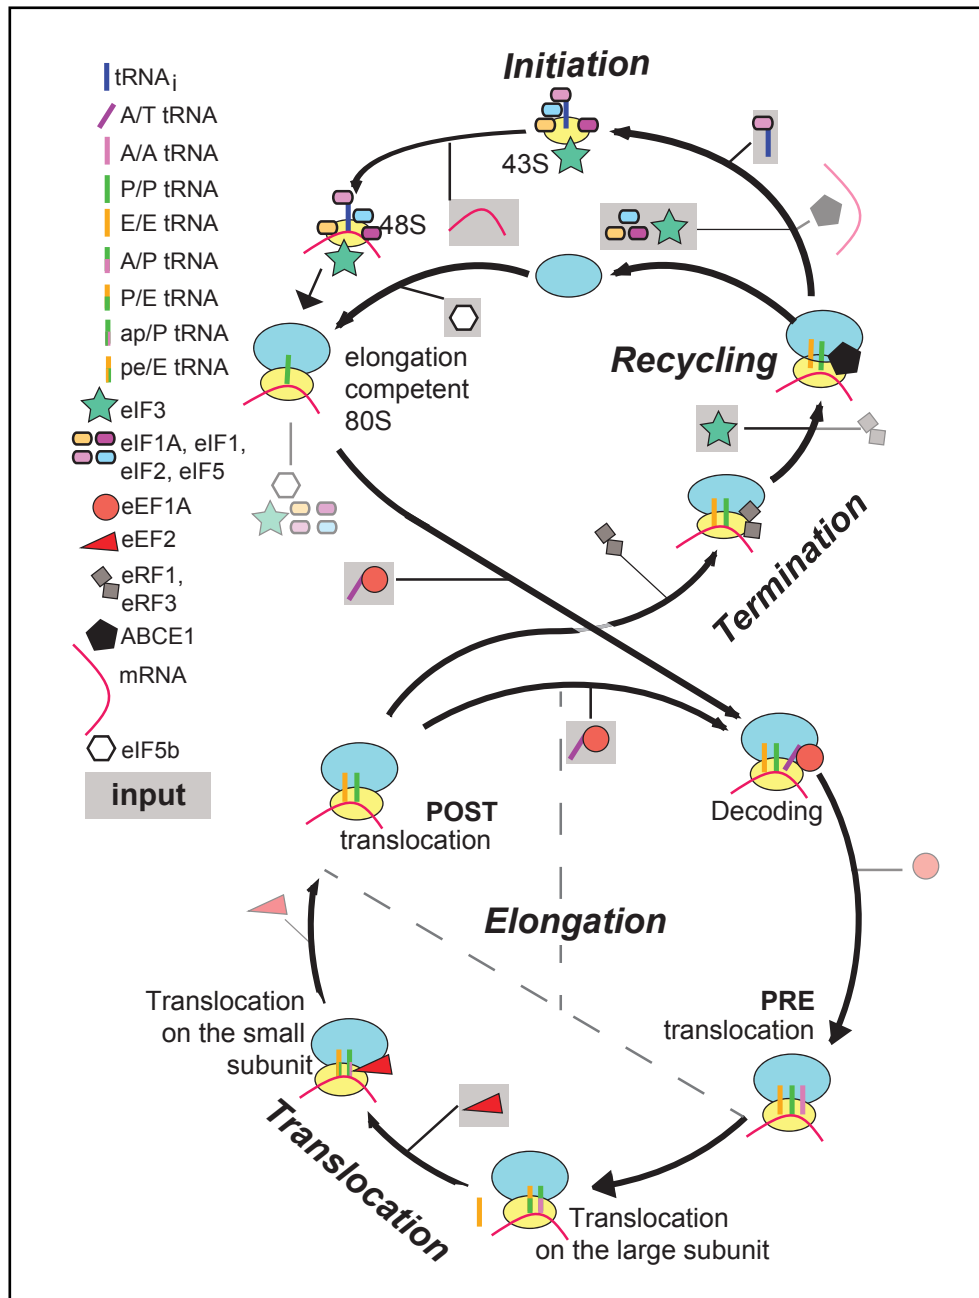 Initiation
tRNAi
A/T tRNA
A/A tRNA
P/P tRNA
E/E tRNA
A/P tRNA
P/E tRNA
ap/P tRNA
pe/E tRNA
eIF3
eIF1A, eIF1,
eIF2, eIF5
eEF1A
eEF2
eRF1,
eRF3
ABCE1
mRNA
eIF5b
input
43S
48S
elongation
competent
80S
Recycling
Termination
Decoding
POST
translocation
Elongation
PRE
translocation
Translocation
on the small
subunit
Translocation
Translocation
on the large subunit